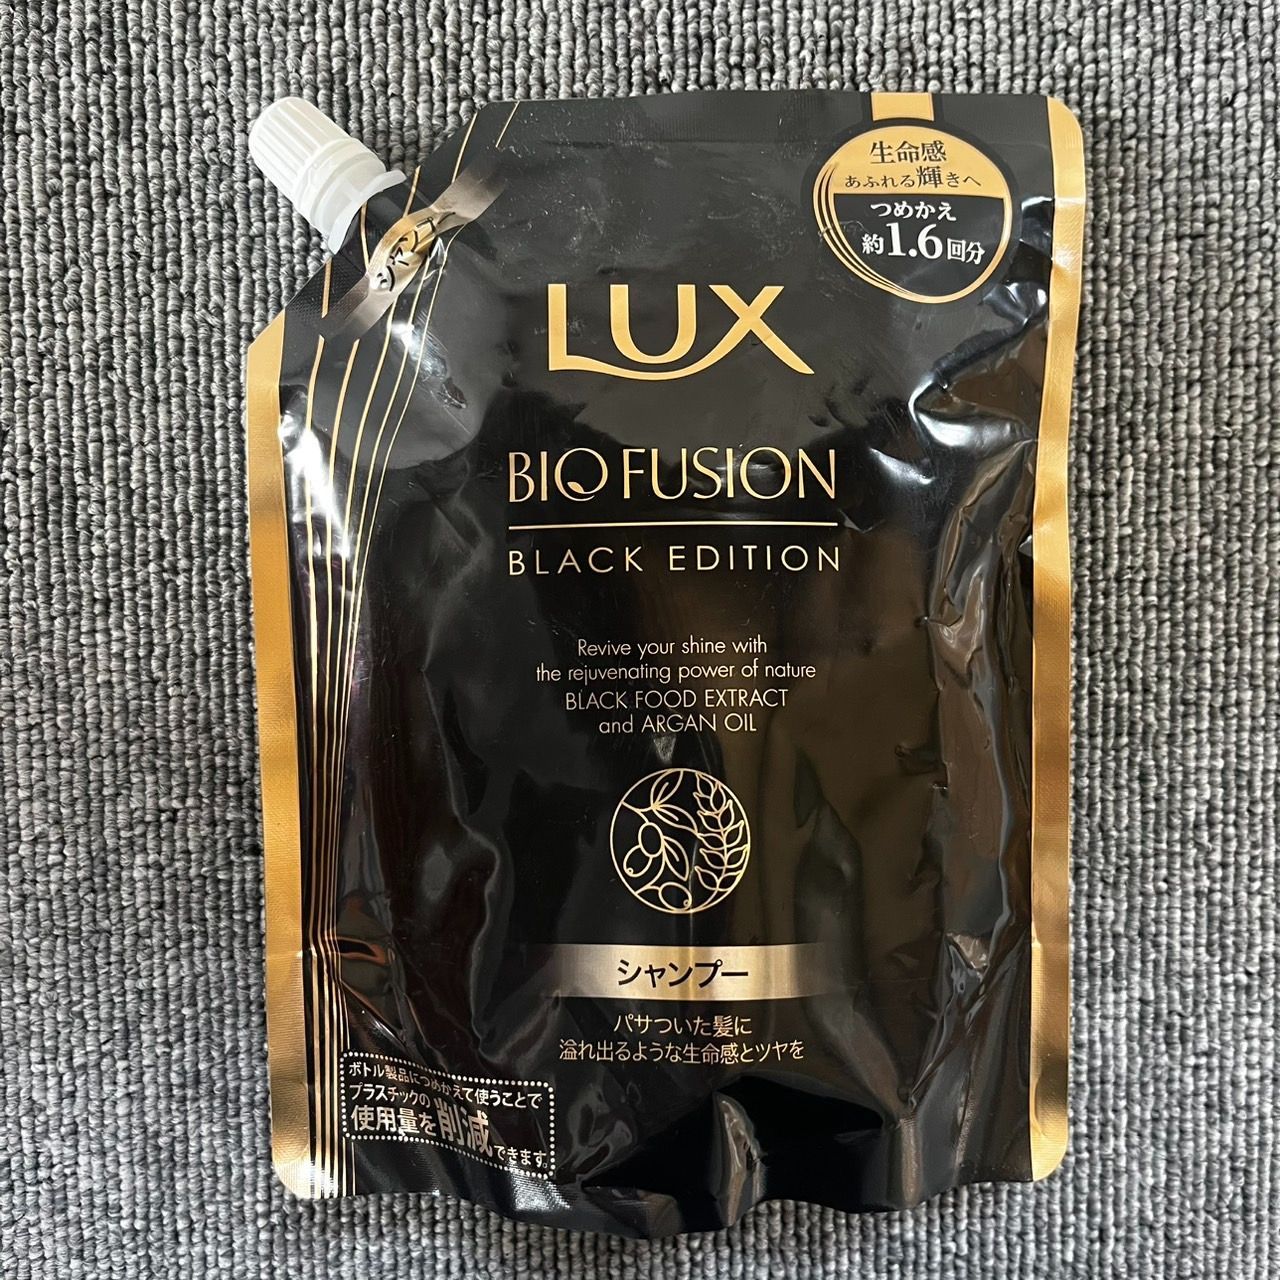 シャンプー
生命感
あふれる輝きへ
つめかえ
約1.6回分
LUX
BIO FUSION
BLACK EDITION
Revive your shine with
the rejuvenating power of nature
BLACK FOOD EXTRACT
and ARGAN OIL
シャンプー
パサついた髪に
溢れ出るような生命感とツヤを
ボトル製品につめかえて使うことで
プラスチックの
使用量を削減できます。